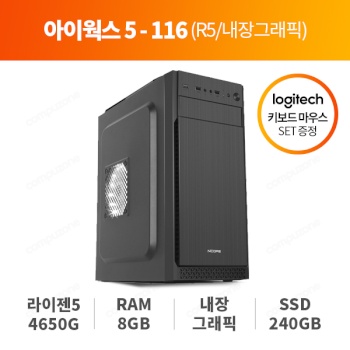 아이웍스 5 - 116 (R5/내장그래픽)
logitech
키보드 마우스
SET 증정
라이젠5
4650G
RAM
8GB
내장
그래픽
SSD
240GB